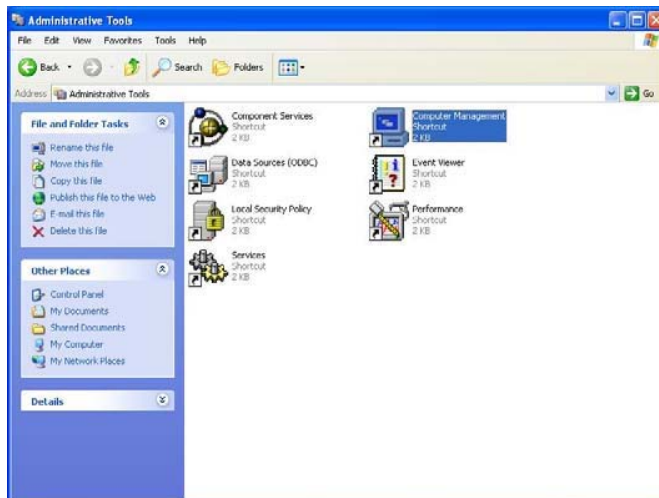 Administrative Tools
File Edit View Favorites Tools Help
Back Search Folders
Address Administrative Tools Go
File and Folder Tasks
Rename this file
Move this file
Copy this file
Publish this file to the Web
E-mail this file
Delete this file
Other Places
Control Panel
My Documents
Shared Documents
My Computer
My Network Places
Details
Component Services
Shortcut
2 KB
Computer Management
Shortcut
2 KB
Data Sources (ODBC)
Shortcut
2 KB
Event Viewer
Shortcut
2 KB
Local Security Policy
Shortcut
2 KB
Performance
Shortcut
2 KB
Services
Shortcut
2 KB